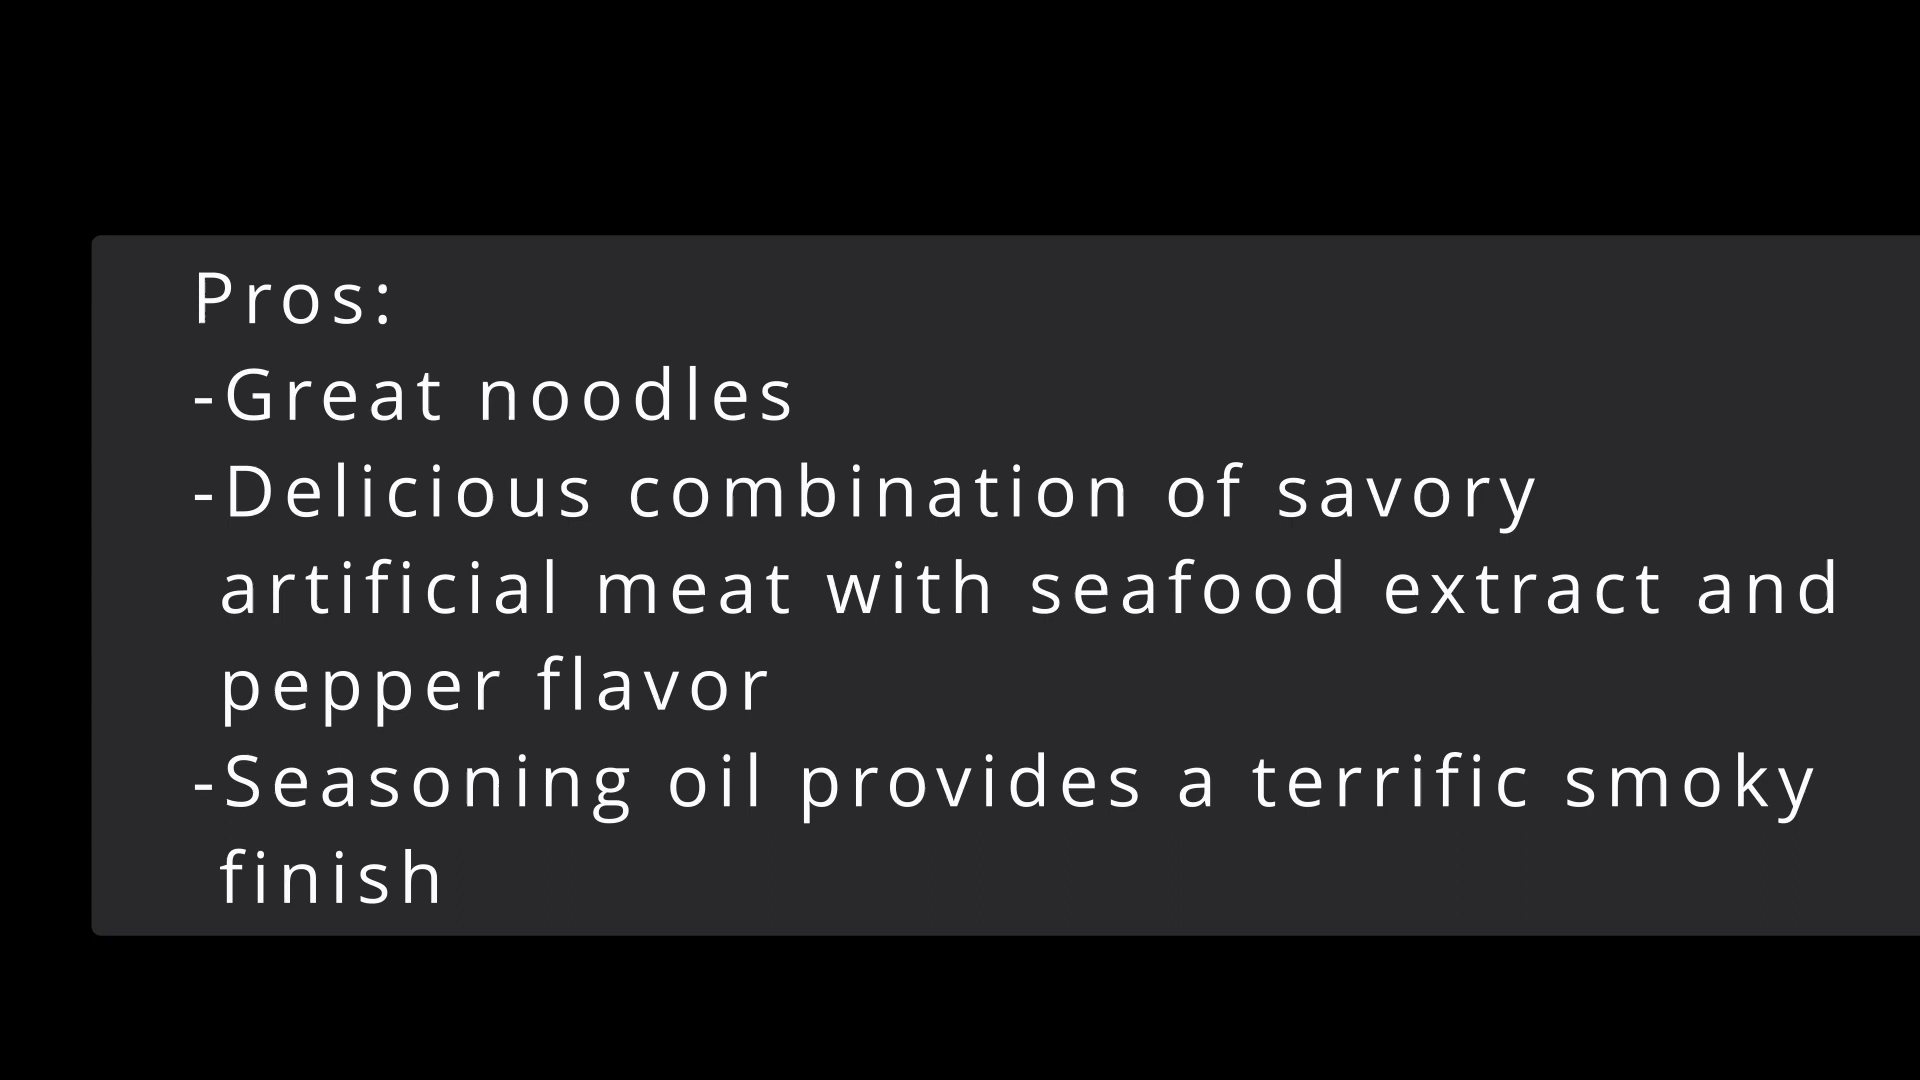 Pros:
-Great noodles
-Delicious combination of savory
artificial meat with seafood extract and
pepper flavor
-Seasoning oil provides a terrific smoky
finish